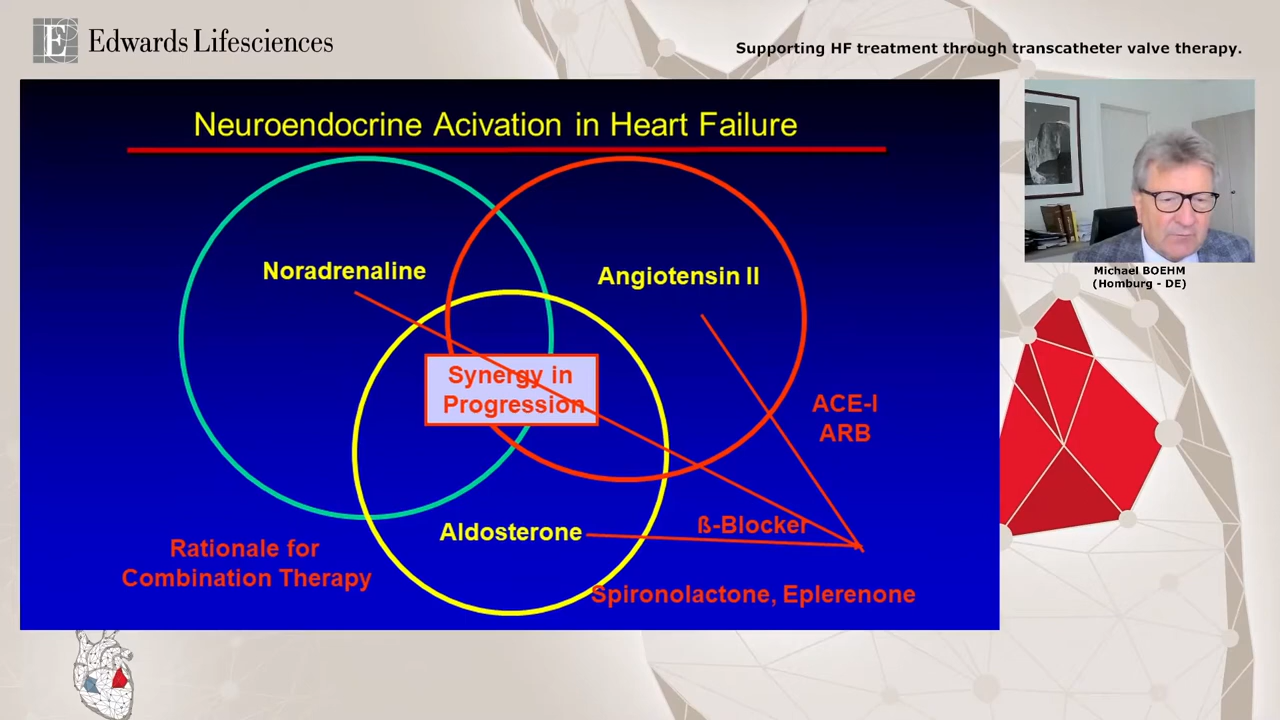 Edwards Lifesciences
Supporting HF treatment through transcatheter valve therapy.
Neuroendocrine Acivation in Heart Failure
Noradrenaline
Angiotensin II
Synergy in
Progression
ACE-I
ARB
ß-Blocker
Aldosterone
Rationale for
Combination Therapy
Spironolactone, Eplerenone
Michael BOEHM
(Homburg - DE)